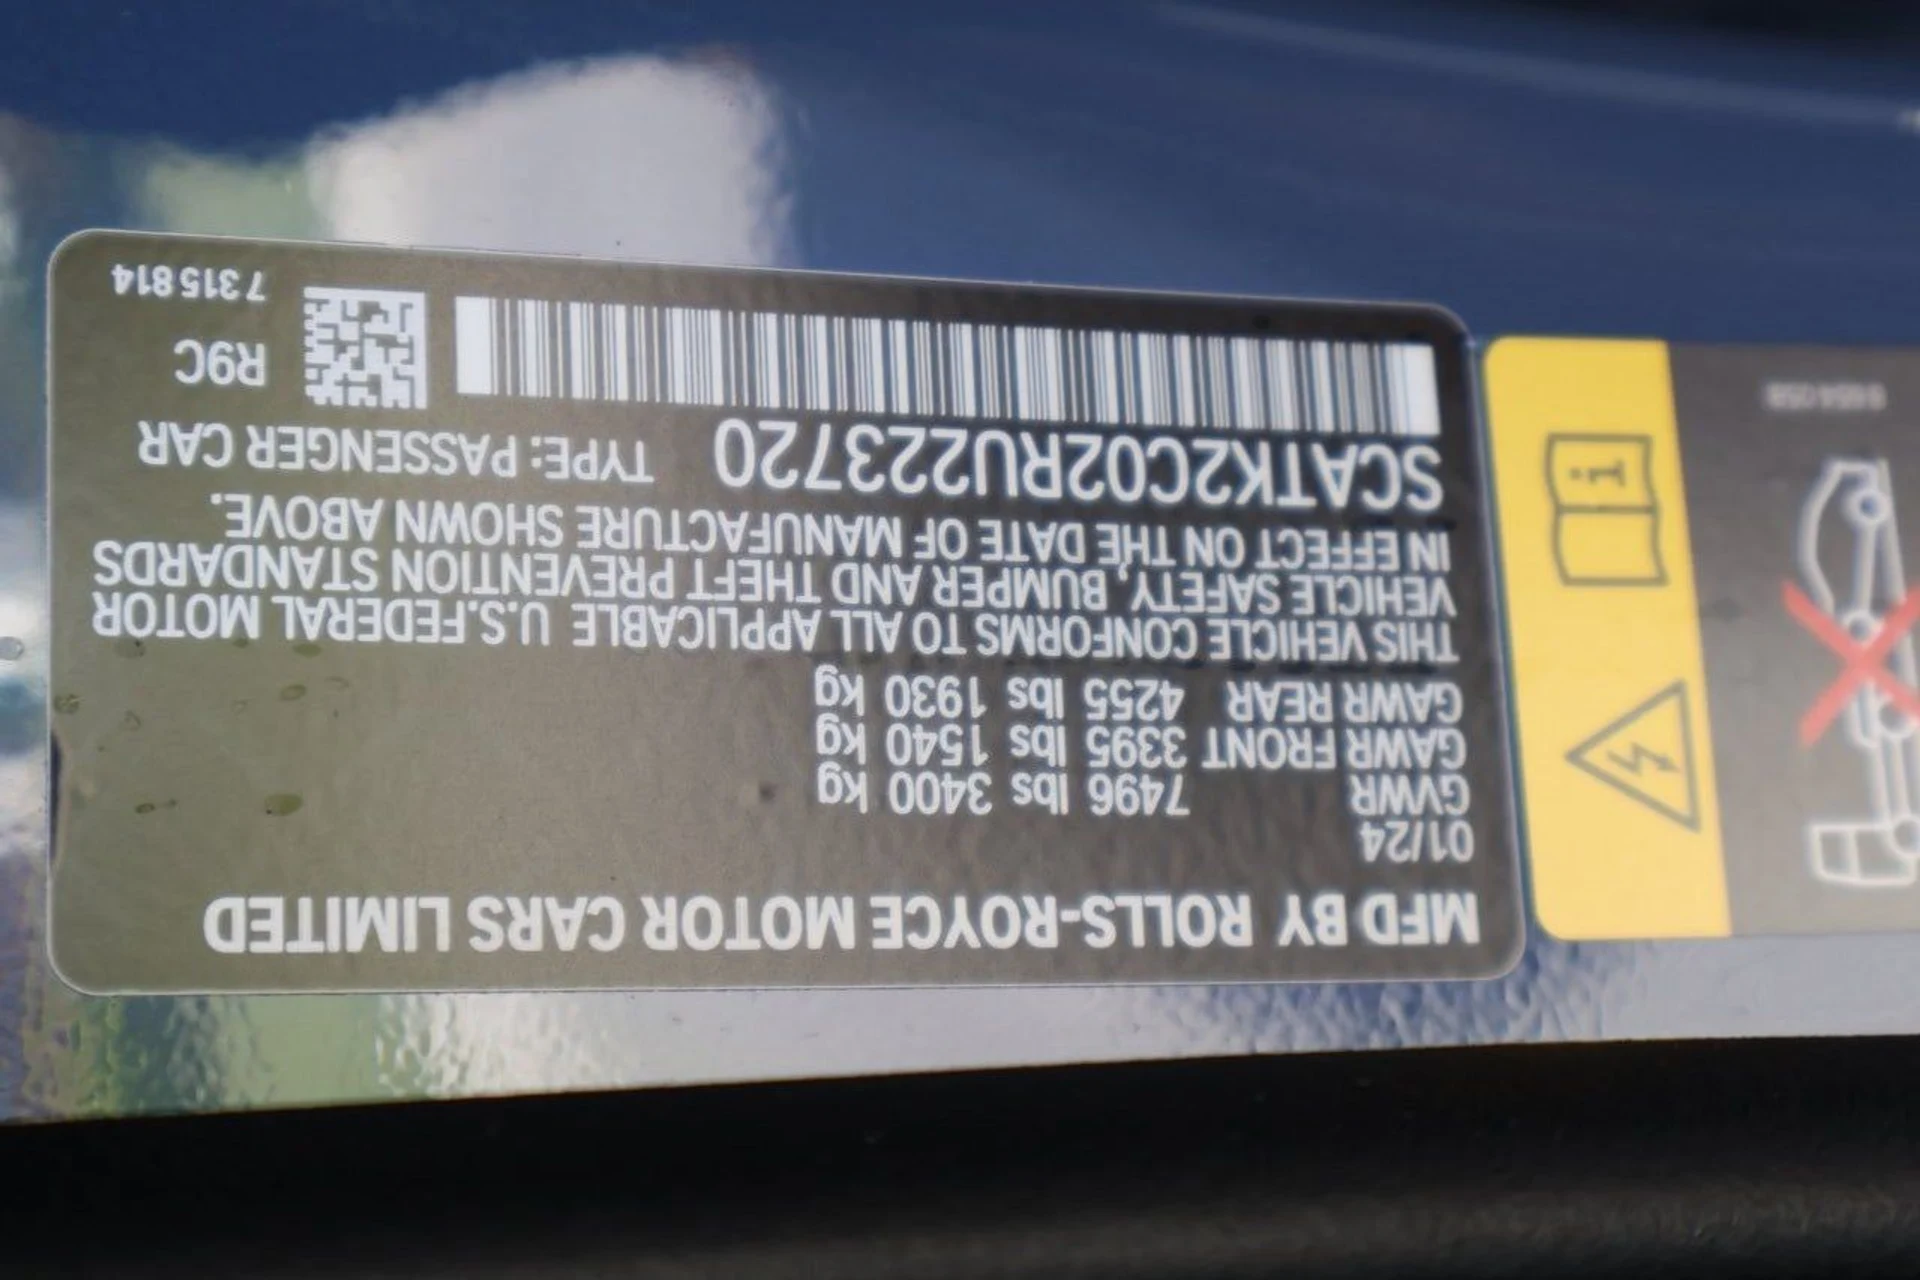 MFD BY ROLLS-ROYCE MOTOR CARS LIMITED
01/24
GVWR 7496 lbs 3400 kg
GAWR FRONT 3395 lbs 1540 kg
GAWR REAR 4255 lbs 1930 kg
THIS VEHICLE CONFORMS TO ALL APPLICABLE U.S.FEDERAL MOTOR
VEHICLE SAFETY, BUMPER AND THEFT PREVENTION STANDARDS
IN EFFECT ON THE DATE OF MANUFACTURE SHOWN ABOVE.
SCATK2C02RU223720 TYPE: PASSENGER CAR
R9C
7315814
i